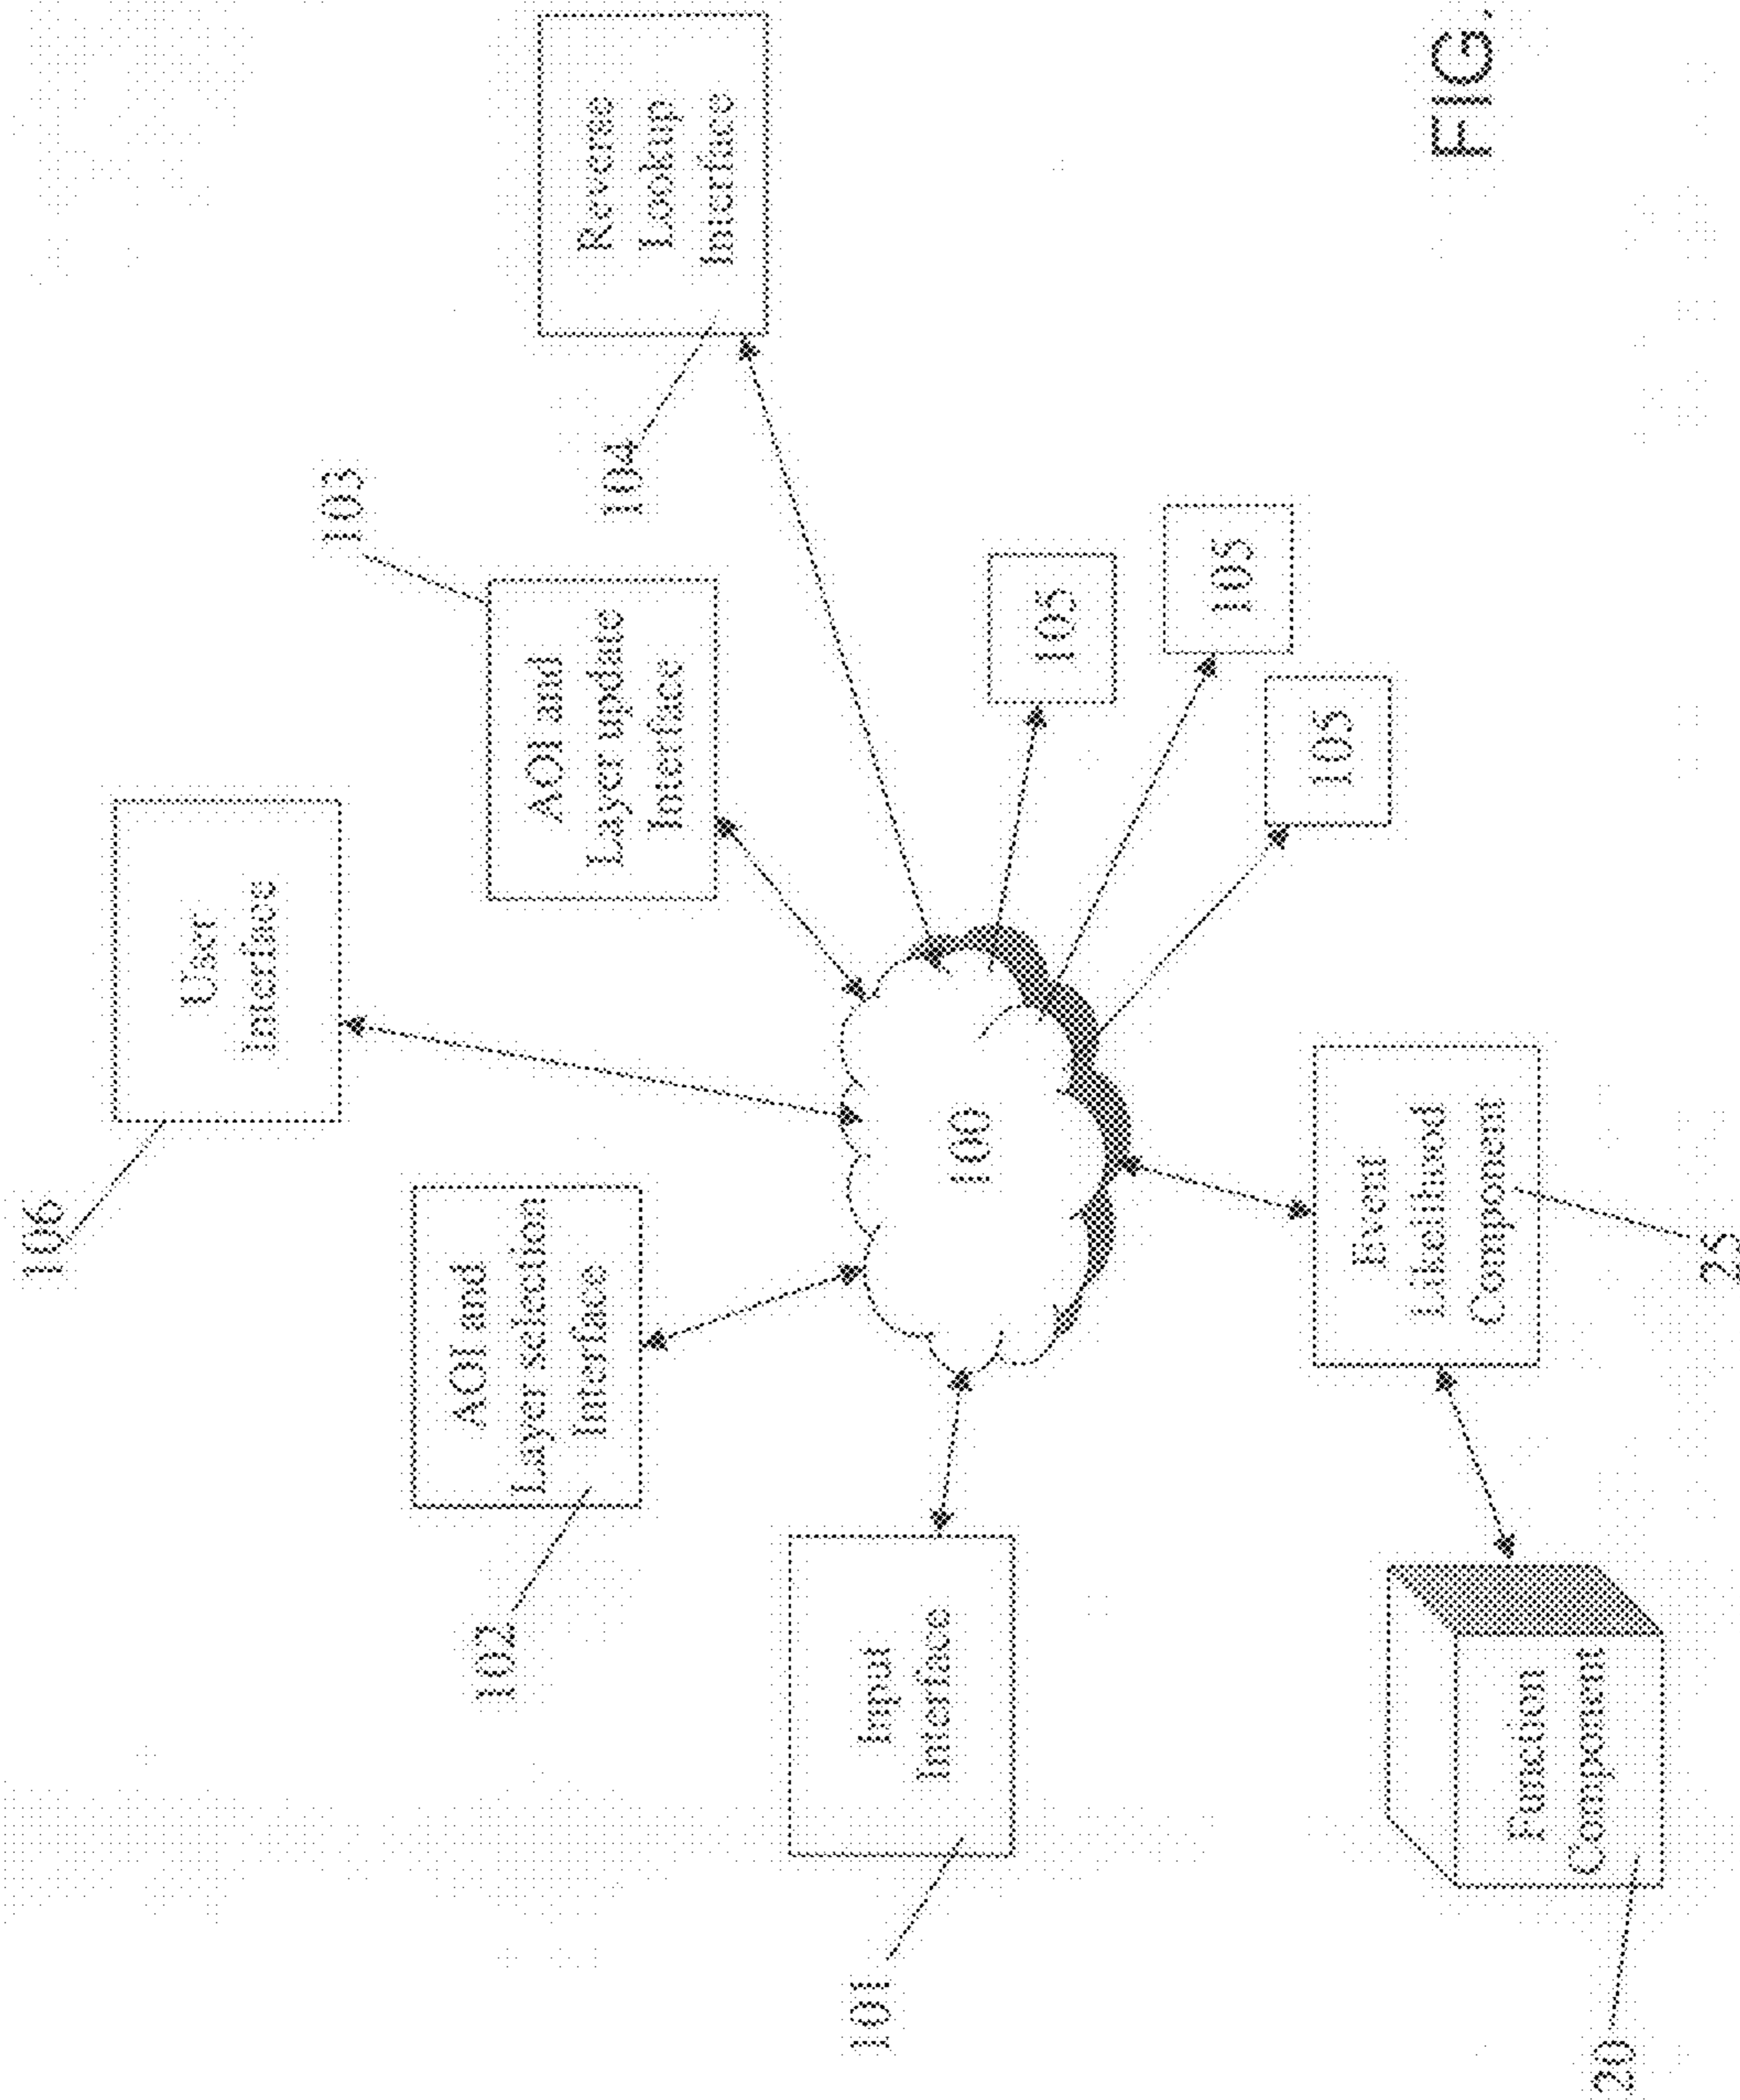 106
User
Interface
103
AOI and
Layer update
Interface
102
AOI and
Layer selection
Interface
104
Reverse
Lookup
Interface
101
Input
Interface
100
105
105
105
Event
Likelihood
Component
25
20
Function
Component
FIG.